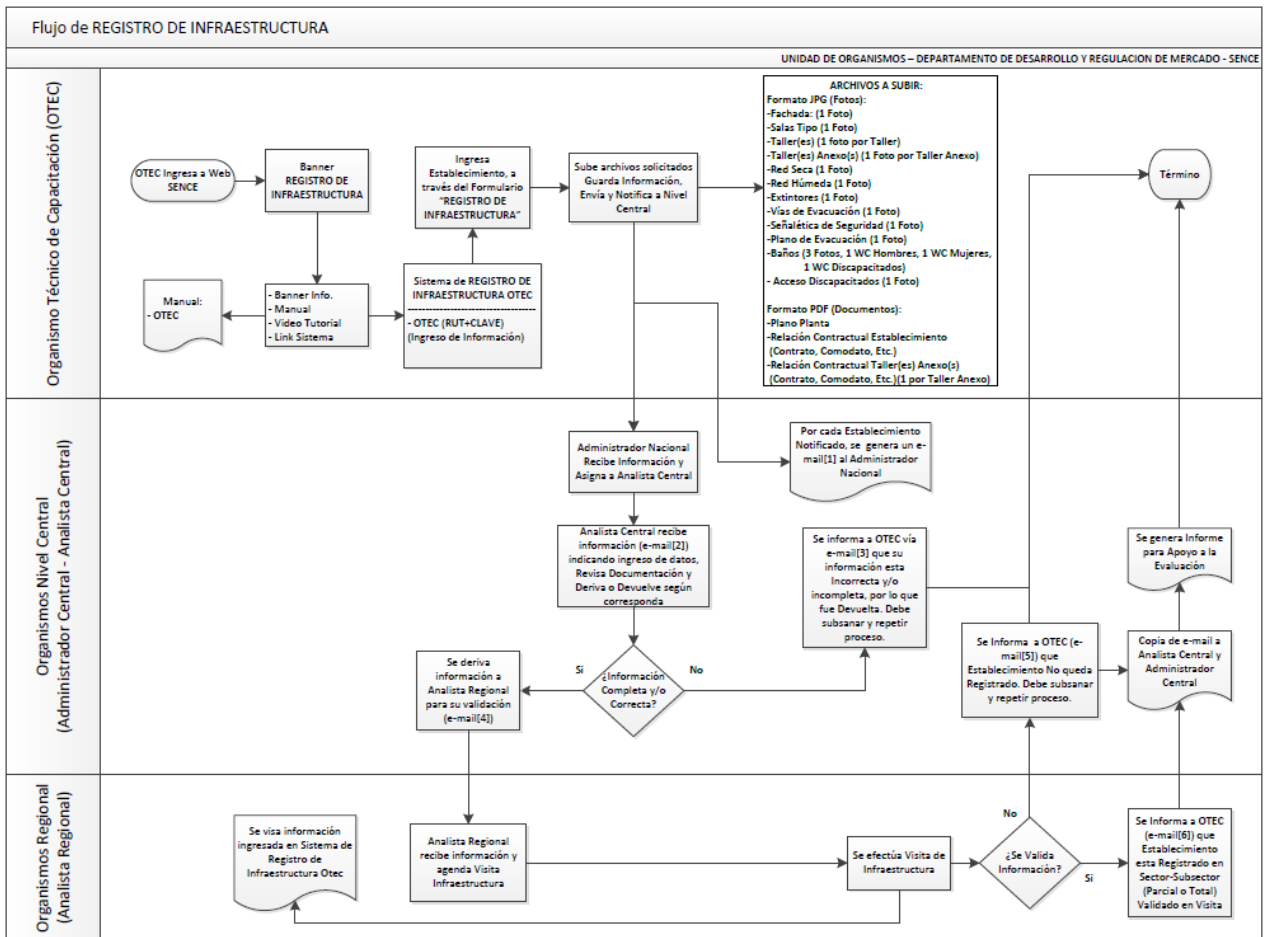 Flujo de REGISTRO DE INFRAESTRUCTURA
UNIDAD DE ORGANISMOS – DEPARTAMENTO DE DESARROLLO Y REGULACION DE MERCADO - SENCE
Organismo Técnico de Capacitación (OTEC)
OTEC Ingresa a Web
SENCE
Banner
REGISTRO DE
INFRAESTRUCTURA
Manual:
- OTEC
- Banner Info.
- Manual
- Video Tutorial
- Link Sistema
Ingresa
Establecimiento, a
través del Formulario
“REGISTRO DE
INFRAESTRUCTURA”
Sistema de REGISTRO DE
INFRAESTRUCTURA OTEC
------------------------------------
- OTEC (RUT+CLAVE)
(Ingreso de Información)
Sube archivos solicitados
Guarda Información,
Envía y Notifica a Nivel
Central
ARCHIVOS A SUBIR:
Formato JPG (Fotos):
-Fachada: (1 Foto)
-Salas Tipo (1 Foto)
-Taller(es) (1 foto por Taller)
-Taller(es) Anexo(s) (1 Foto por Taller Anexo)
-Red Seca (1 Foto)
-Red Húmeda (1 Foto)
-Extintores (1 Foto)
-Vías de Evacuación (1 Foto)
-Señalética de Seguridad (1 Foto)
-Plano de Evacuación (1 Foto)
-Baños (3 Fotos, 1 WC Hombres, 1 WC Mujeres,
1 WC Discapacitados)
- Acceso Discapacitados (1 Foto)
Formato PDF (Documentos):
-Plano Planta
-Relación Contractual Establecimiento
(Contrato, Comodato, Etc.)
-Relación Contractual Taller(es) Anexo(s)
(Contrato, Comodato, Etc.)(1 por Taller Anexo)
Término
Organismos Nivel Central
(Administrador Central - Analista Central)
Administrador Nacional
Recibe Información y
Asigna a Analista Central
Por cada Establecimiento
Notificado, se genera un e-
mail[1] al Administrador
Nacional
Analista Central recibe
información (e-mail[2])
indicando ingreso de datos,
Revisa Documentación y
Deriva o Devuelve según
corresponda
Se informa a OTEC vía
e-mail[3] que su
información esta
Incorrecta y/o
incompleta, por lo que
fue Devuelta. Debe
subsanar y repetir
proceso.
Se genera Informe
para Apoyo a la
Evaluación
Se deriva
información a
Analista Regional
para su validación
(e-mail[4])
Si
¿Información
Completa y/o
Correcta?
No
Se Informa a OTEC (e-
mail[5]) que
Establecimiento No queda
Registrado. Debe subsanar
y repetir proceso.
Copia de e-mail a
Analista Central y
Administrador
Central
Organismos Regional
(Analista Regional)
Se visa información
ingresada en Sistema de
Registro de
Infraestructura Otec
Analista Regional
recibe información y
agenda Visita
Infraestructura
Se efectúa Visita de
Infraestructura
No
¿Se Valida
Información?
Si
Se Informa a OTEC
(e-mail[6]) que
Establecimiento
esta Registrado en
Sector-Subsector
(Parcial o Total)
Validado en Visita